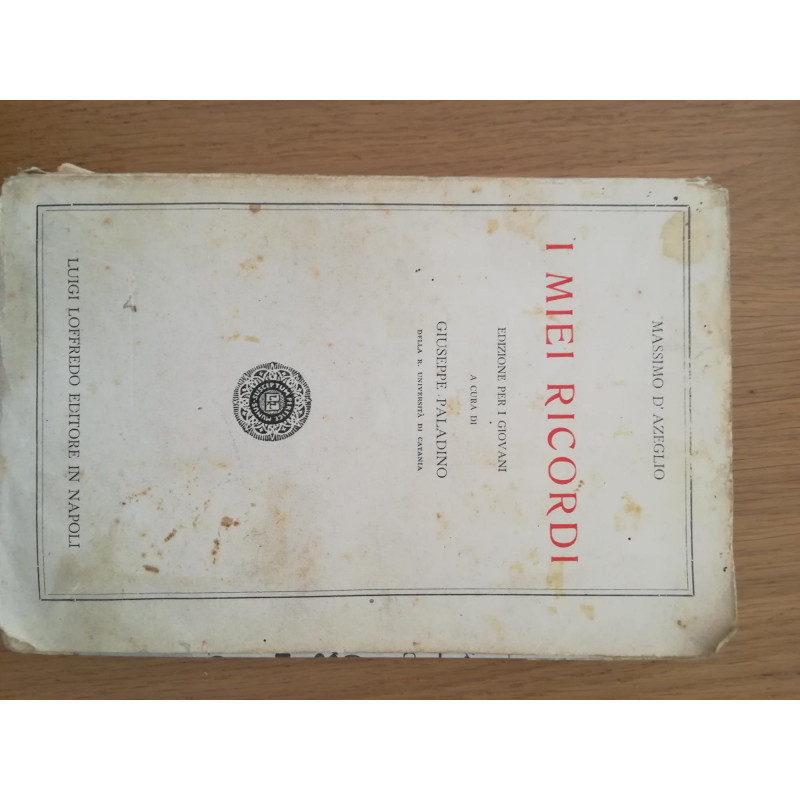 MASSIMO D'AZEGLIO
I MIEI RICORDI
EDIZIONE PER I GIOVANI
A CURA DI
GIUSEPPE PALADINO
DELLA R. UNIVERSITÀ DI CATANIA
LUIGI LOFFREDO EDITORE IN NAPOLI